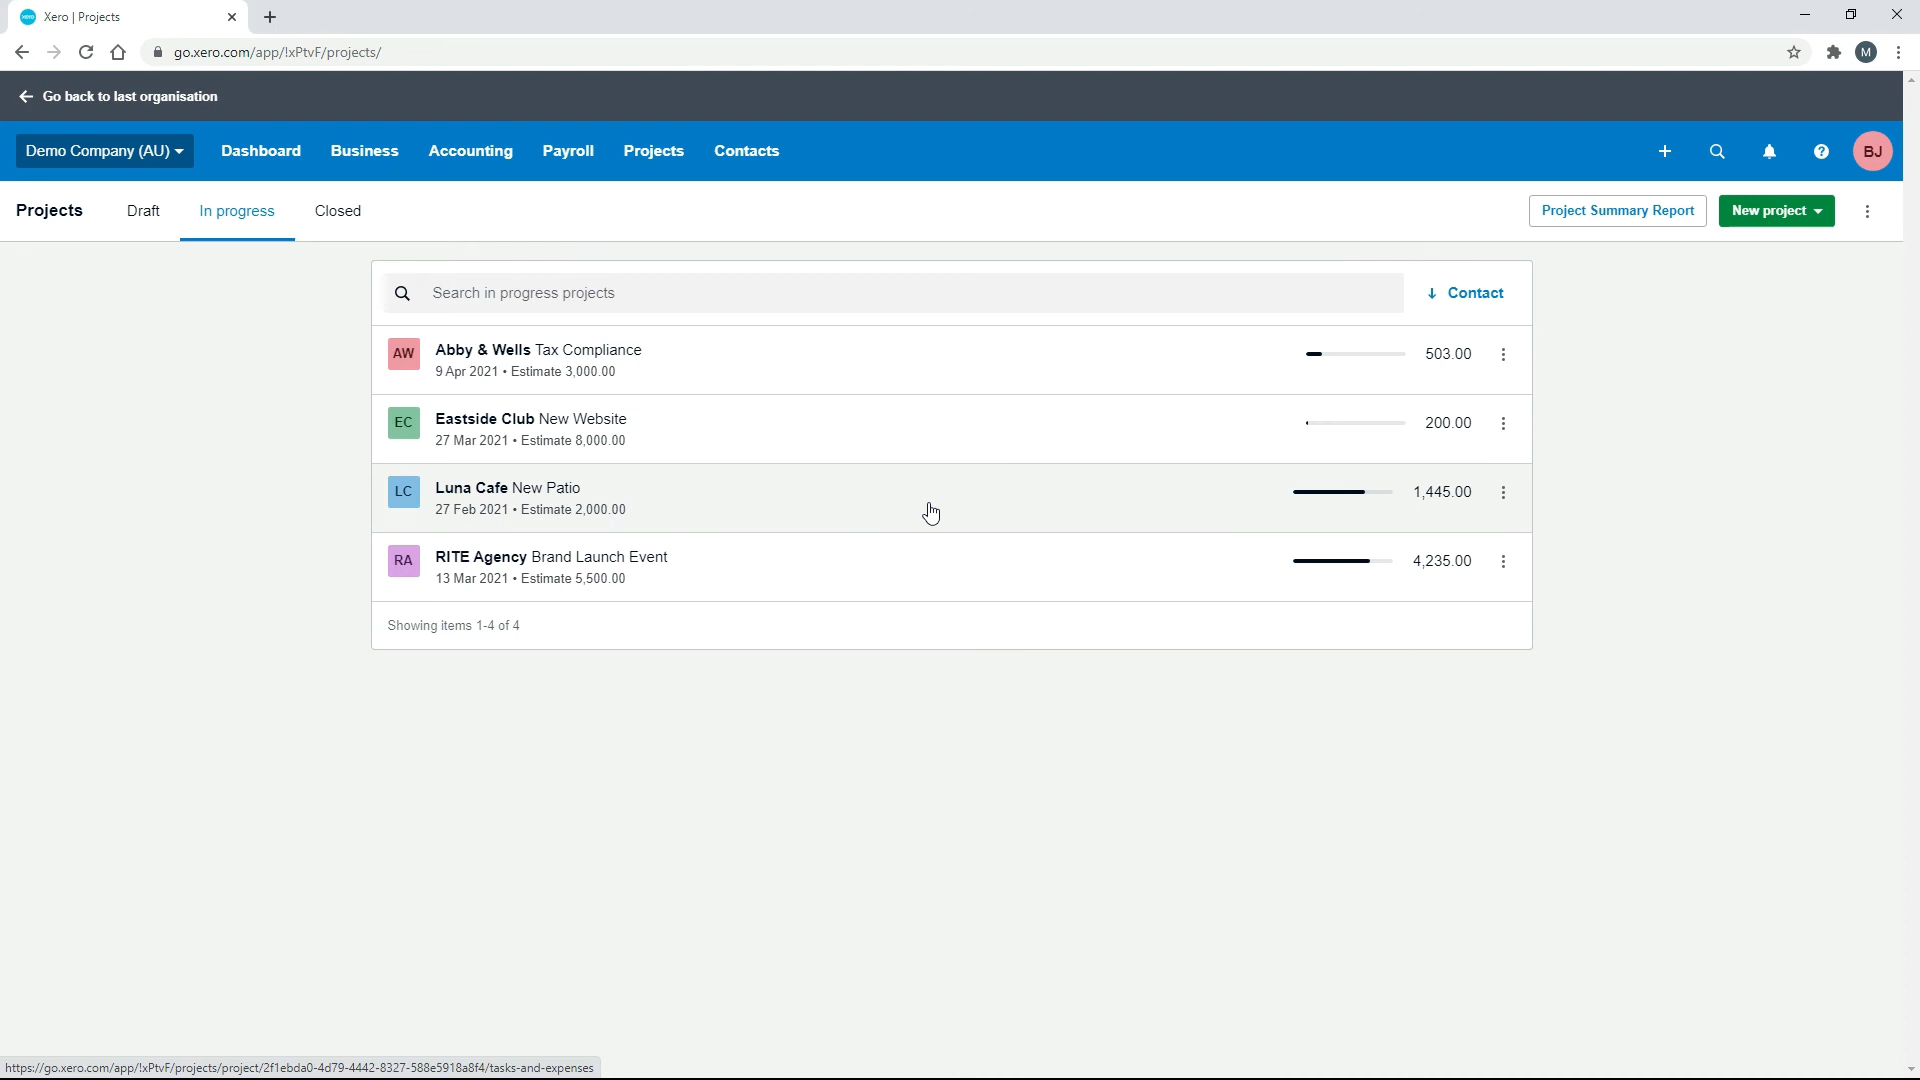 Xero | Projects
go.xero.com/app/!xPtvF/projects/
M
Go back to last organisation
Demo Company (AU)
Dashboard
Business
Accounting
Payroll
Projects
Contacts
BJ
Projects
Draft
In progress
Closed
Project Summary Report
New project
Search in progress projects
Contact
AW
Abby & Wells Tax Compliance
9 Apr 2021 • Estimate 3,000.00
503.00
EC
Eastside Club New Website
27 Mar 2021 • Estimate 8,000.00
200.00
LC
Luna Cafe New Patio
27 Feb 2021 • Estimate 2,000.00
1,445.00
RA
RITE Agency Brand Launch Event
13 Mar 2021 • Estimate 5,500.00
4,235.00
Showing items 1-4 of 4
https://go.xero.com/app/!xPtvF/projects/project/2f1ebda0-4d79-4442-8327-588e5918a8f4/tasks-and-expenses